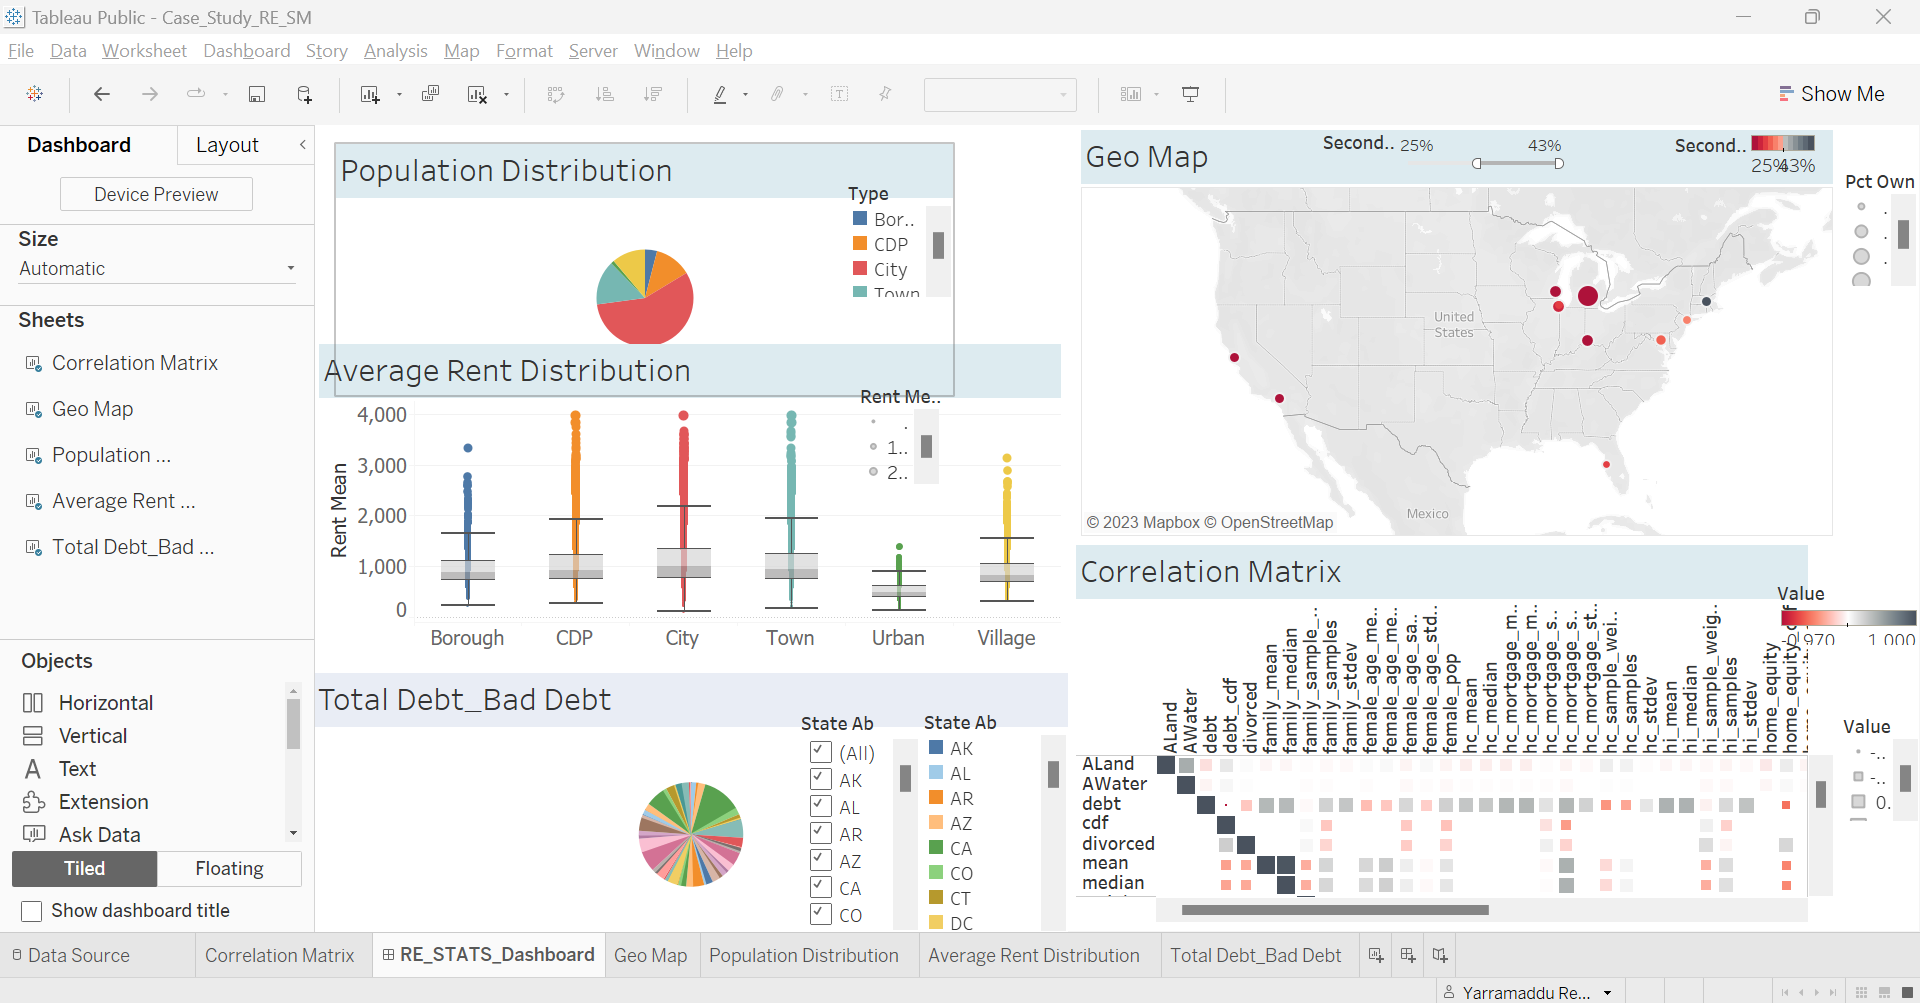 Tableau Public - Case_Study_RE_SM
File Data Worksheet Dashboard Story Analysis Map Format Server Window Help
Show Me
Dashboard Layout
Device Preview
Size
Automatic
Sheets
Correlation Matrix
Geo Map
Population ...
Average Rent ...
Total Debt_Bad ...
Objects
Horizontal
Vertical
Text
Extension
Ask Data
Tiled Floating
Show dashboard title
Population Distribution
Type
Bor..
CDP
City
Town
Average Rent Distribution
Rent Me..
.
1..
2..
Rent Mean
4,000
3,000
2,000
1,000
0
Borough CDP City Town Urban Village
Total Debt_Bad Debt
State Ab
(All)
AK
AL
AR
AZ
CA
CO
State Ab
AK
AL
AR
AZ
CA
CO
CT
DC
Geo Map
Second.. 25% 43%
Second..
25% 43%
Pct Own
.
.
.
United
States
Mexico
© 2023 Mapbox © OpenStreetMap
Correlation Matrix
Value
-0.970 1.000
ALand
AWater
debt
debt_cdf
divorced
family_mean
family_median
family_sample_..
family_samples
family_stdev
female_age_me..
female_age_me..
female_age_sa..
female_age_std..
female_pop
hc_mean
hc_median
hc_mortgage_m..
hc_mortgage_m..
hc_mortgage_s..
hc_mortgage_s..
hc_mortgage_st..
hc_sample_wei..
hc_samples
hc_stdev
hi_mean
hi_median
hi_sample_weig..
hi_samples
hi_stdev
home_equity
home_equity_cdf
ALand
AWater
debt
cdf
divorced
mean
median
Value
-..
-..
0.
Data Source Correlation Matrix RE_STATS_Dashboard Geo Map Population Distribution Average Rent Distribution Total Debt_Bad Debt
Yarramaddu Re...